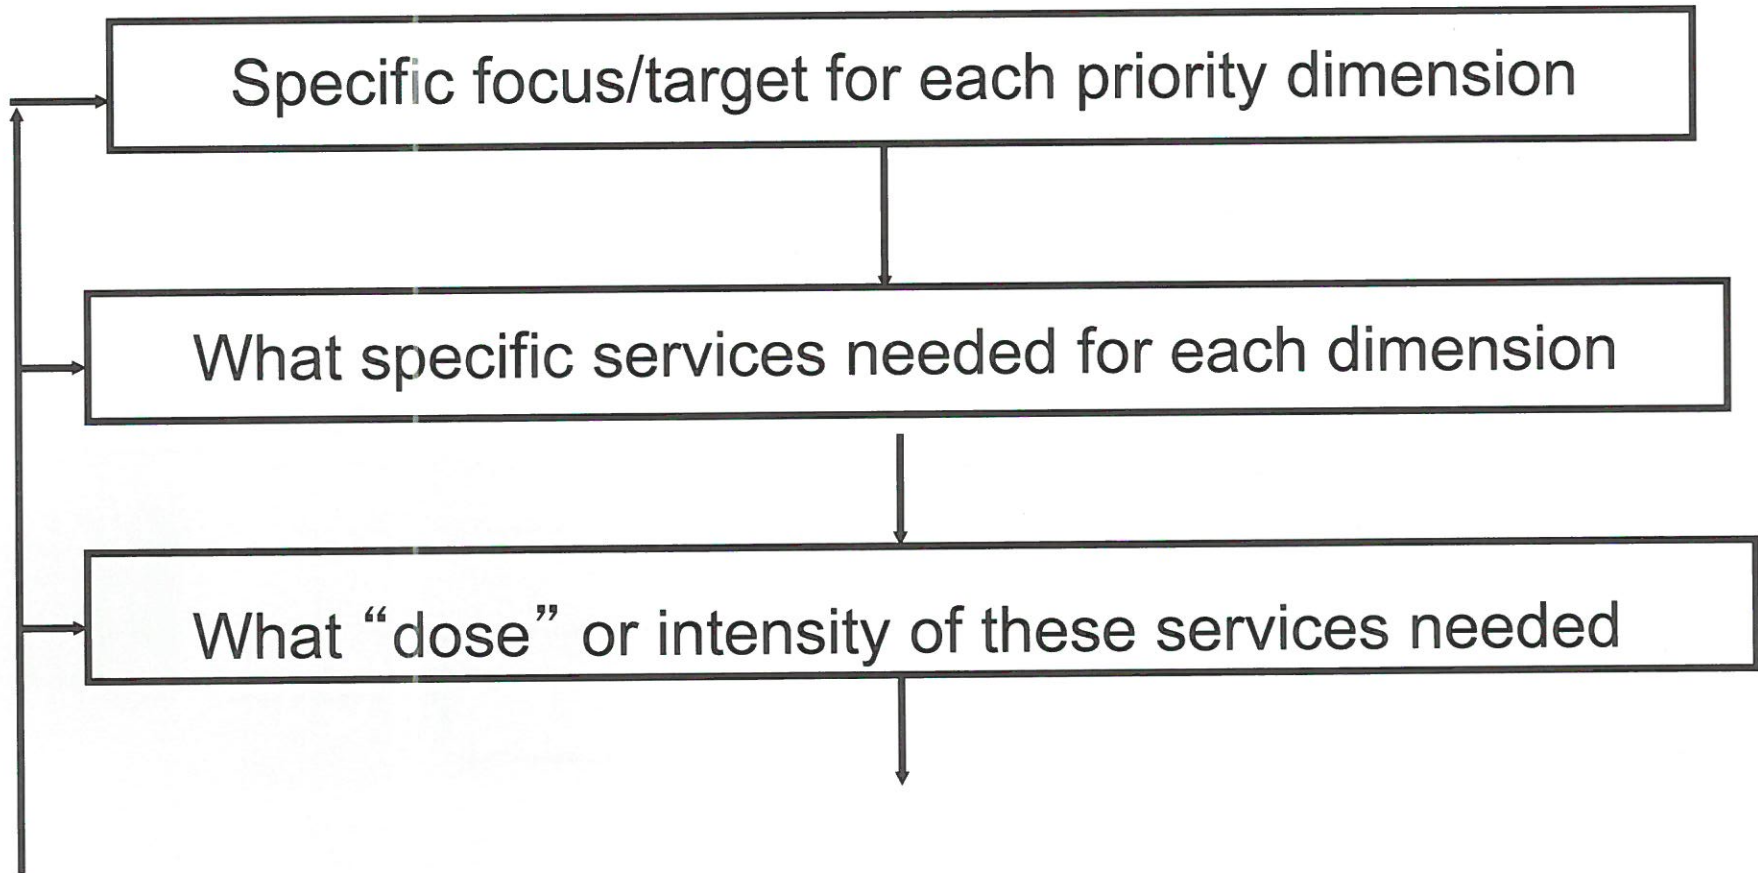 Specific focus/target for each priority dimension
What specific services needed for each dimension
What “dose” or intensity of these services needed